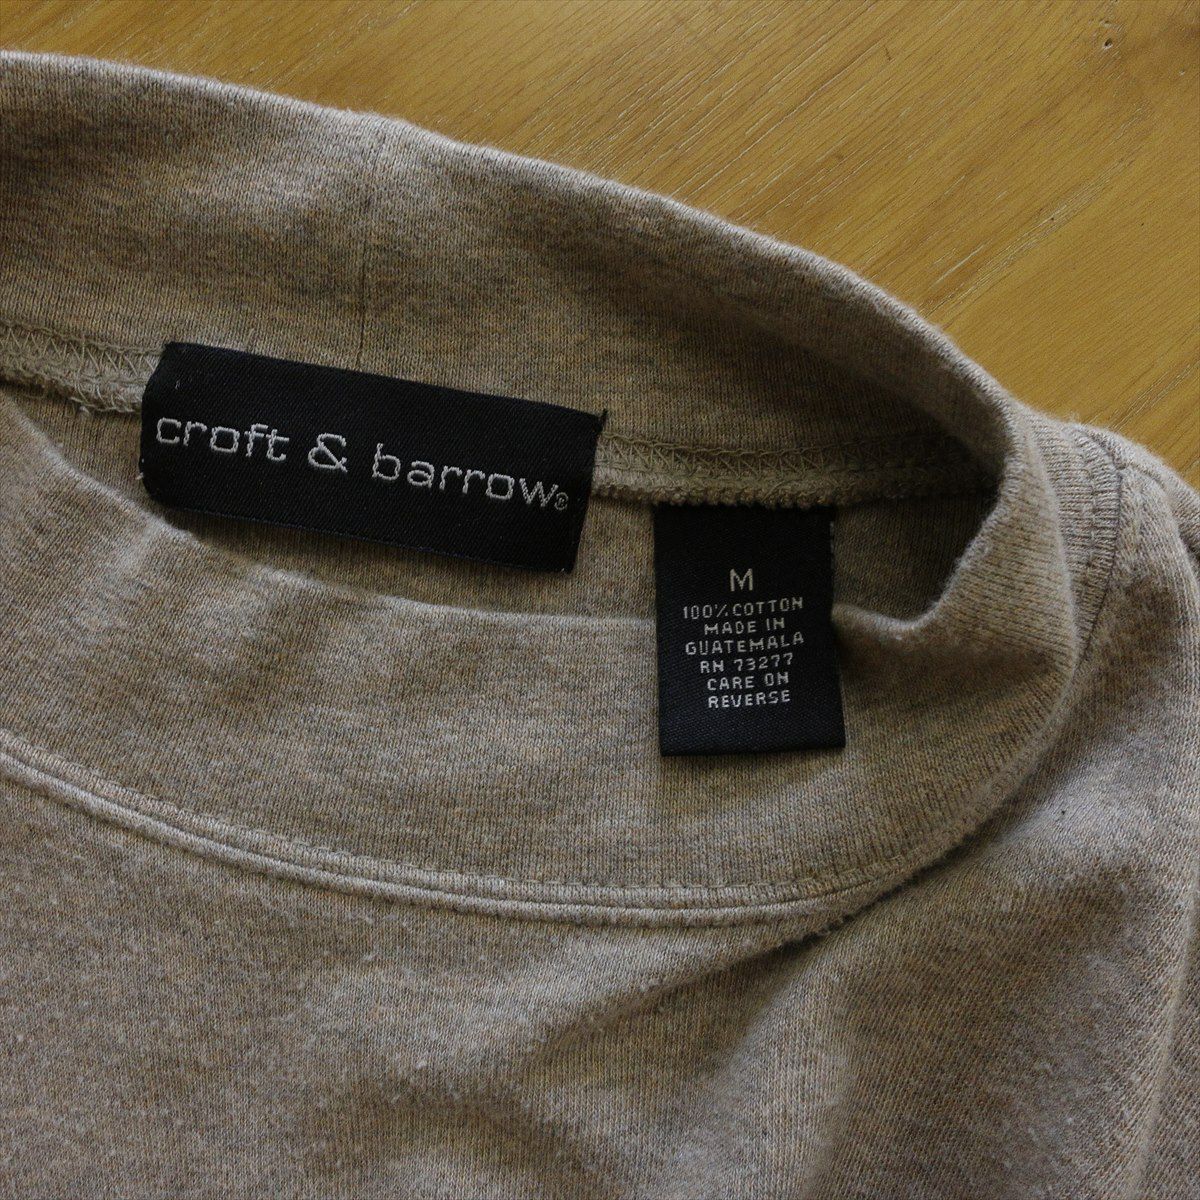 croft & barrow®
M
100% COTTON
MADE IN
GUATEMALA
RN 73277
CARE ON
REVERSE